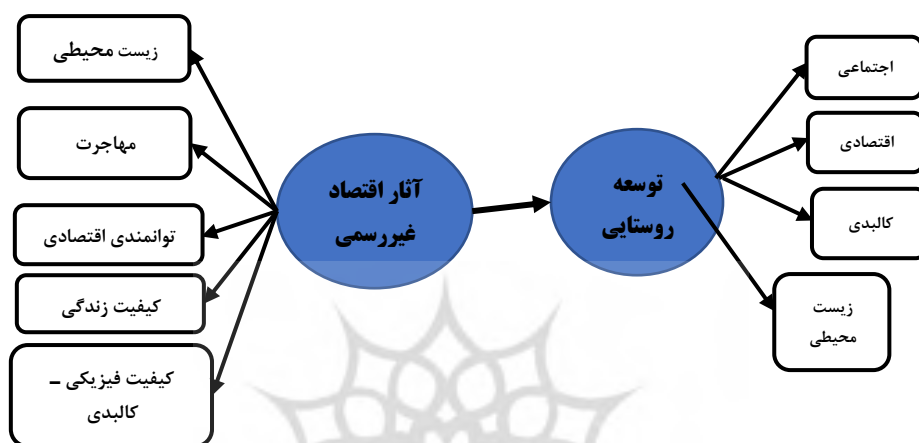 زیست محیطی
مهاجرت
توانمندی اقتصادی
کیفیت زندگی
کیفیت فیزیکی –
کالبدی
آثار اقتصاد
غیررسمی
توسعه
روستایی
اجتماعی
اقتصادی
کالبدی
زیست
محیطی